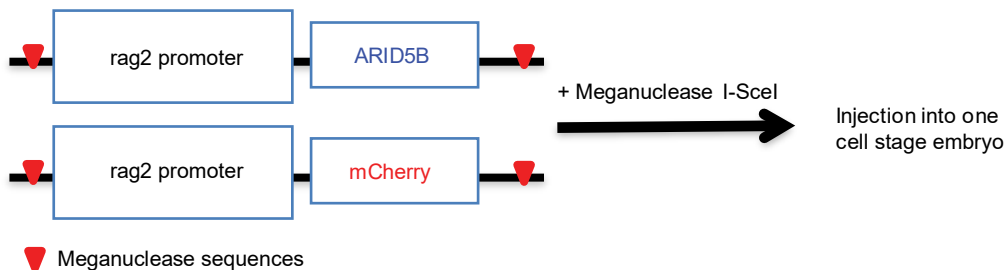 rag2 promoter
ARID5B
+ Meganuclease I-SceI
Injection into one
cell stage embryo
rag2 promoter
mCherry
Meganuclease sequences